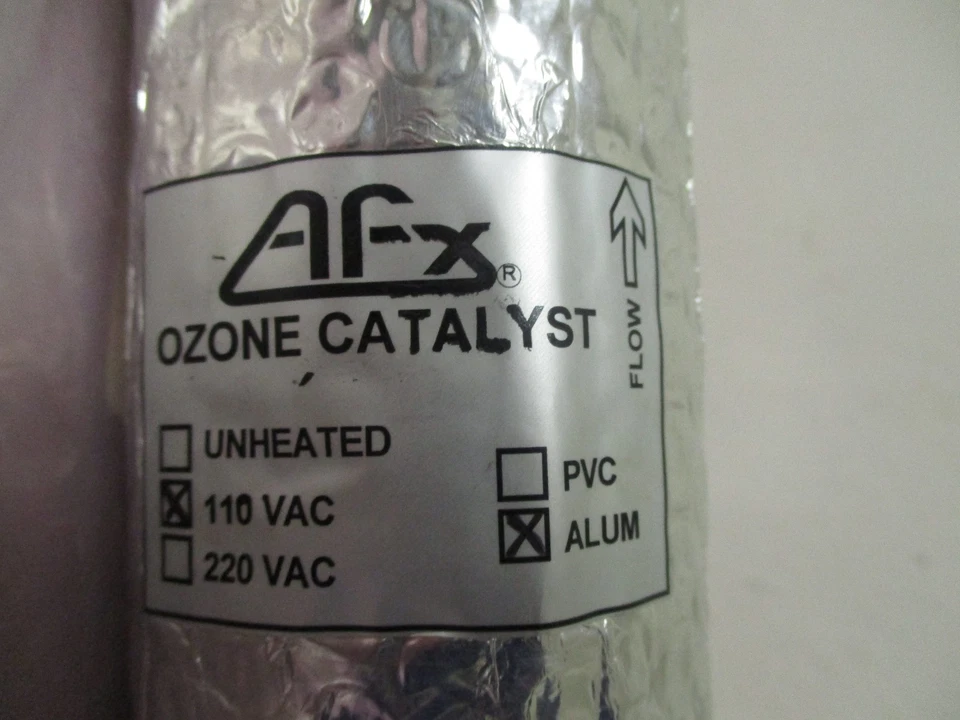 AFx®
OZONE CATALYST
FLOW
UNHEATED
110 VAC
220 VAC
PVC
ALUM